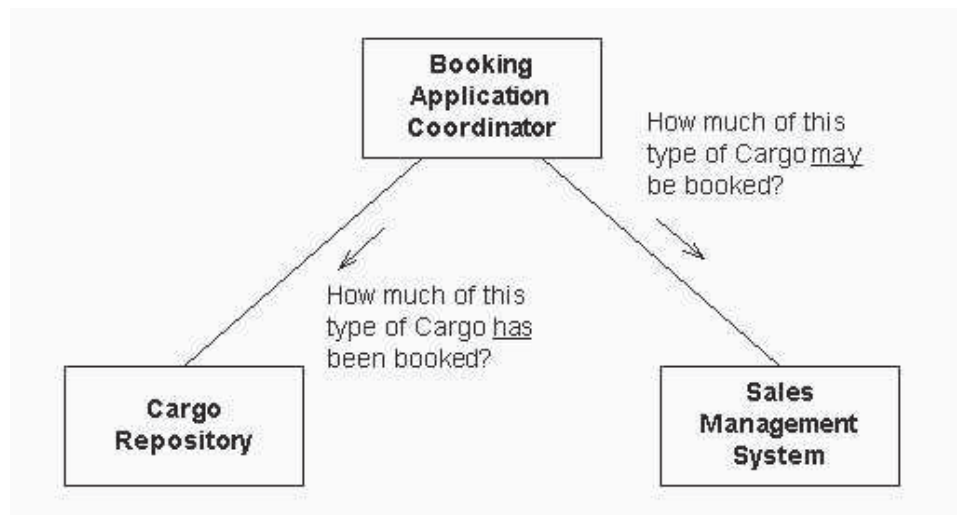 Booking
Application
Coordinator
How much of this
type of Cargo may
be booked?
How much of this
type of Cargo has
been booked?
Cargo
Repository
Sales
Management
System